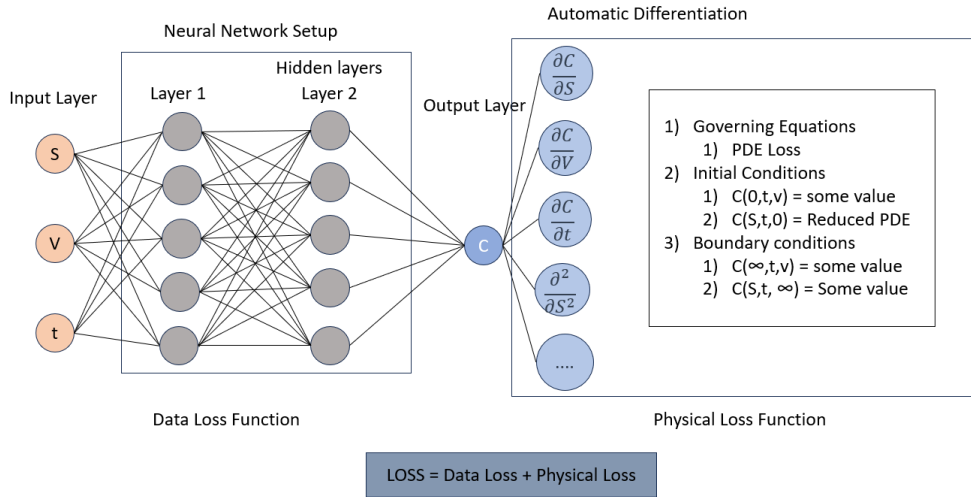 Automatic Differentiation
Neural Network Setup
Hidden layers
Input Layer
Layer 1
Layer 2
Output Layer
S
V
t
C
∂C/∂S
∂C/∂V
∂C/∂t
∂²/∂S²
....
1) Governing Equations
1) PDE Loss
2) Initial Conditions
1) C(0,t,v) = some value
2) C(S,t,0) = Reduced PDE
3) Boundary conditions
1) C(∞,t,v) = some value
2) C(S,t, ∞) = Some value
Data Loss Function
Physical Loss Function
LOSS = Data Loss + Physical Loss